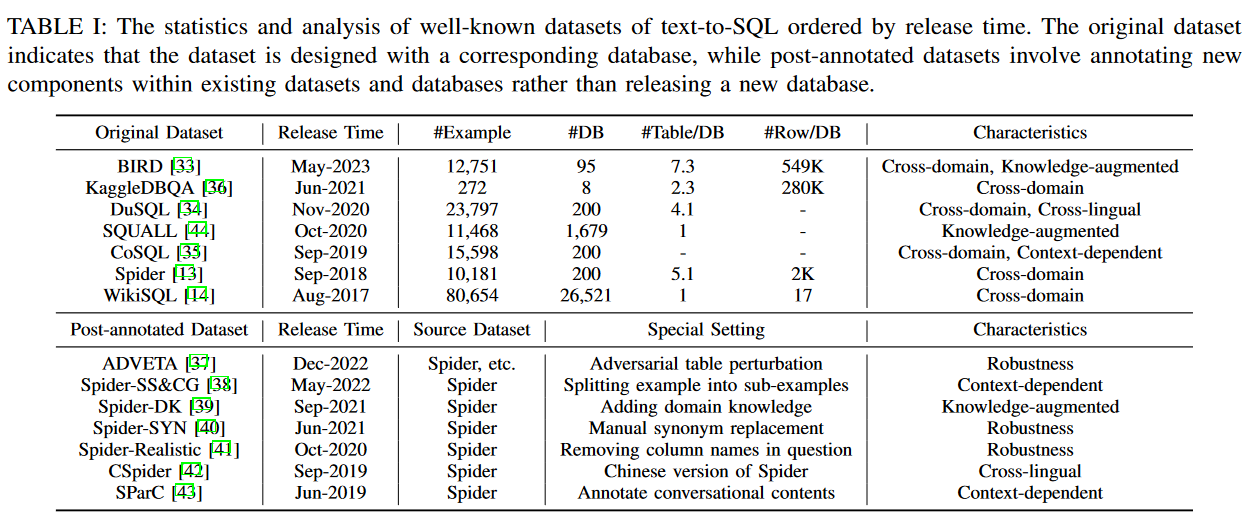 TABLE I: The statistics and analysis of well-known datasets of text-to-SQL ordered by release time. The original dataset
indicates that the dataset is designed with a corresponding database, while post-annotated datasets involve annotating new
components within existing datasets and databases rather than releasing a new database.
Original Dataset Release Time #Example #DB #Table/DB #Row/DB Characteristics
BIRD [33] May-2023 12,751 95 7.3 549K Cross-domain, Knowledge-augmented
KaggleDBQA [36] Jun-2021 272 8 2.3 280K Cross-domain
DuSQL [34] Nov-2020 23,797 200 4.1 - Cross-domain, Cross-lingual
SQUALL [44] Oct-2020 11,468 1,679 1 - Knowledge-augmented
CoSQL [35] Sep-2019 15,598 200 - - Cross-domain, Context-dependent
Spider [13] Sep-2018 10,181 200 5.1 2K Cross-domain
WikiSQL [14] Aug-2017 80,654 26,521 1 17 Cross-domain
Post-annotated Dataset Release Time Source Dataset Special Setting Characteristics
ADVETA [37] Dec-2022 Spider, etc. Adversarial table perturbation Robustness
Spider-SS&CG [38] May-2022 Spider Splitting example into sub-examples Context-dependent
Spider-DK [39] Sep-2021 Spider Adding domain knowledge Knowledge-augmented
Spider-SYN [40] Jun-2021 Spider Manual synonym replacement Robustness
Spider-Realistic [41] Oct-2020 Spider Removing column names in question Robustness
CSpider [42] Sep-2019 Spider Chinese version of Spider Cross-lingual
SParC [43] Jun-2019 Spider Annotate conversational contents Context-dependent